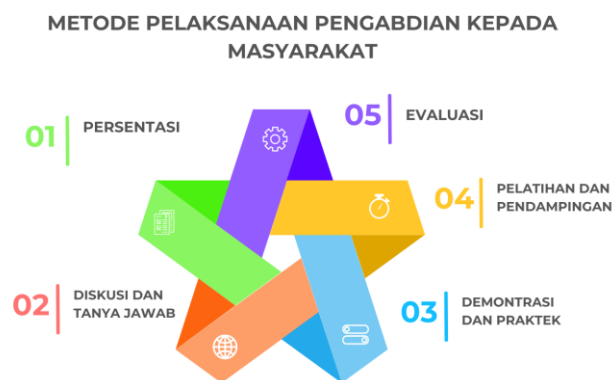 METODE PELAKSANAAN PENGABDIAN KEPADA
MASYARAKAT
01
PERSENTASI
02
DISKUSI DAN
TANYA JAWAB
03
DEMONTRASI
DAN PRAKTEK
04
PELATIHAN DAN
PENDAMPINGAN
05
EVALUASI